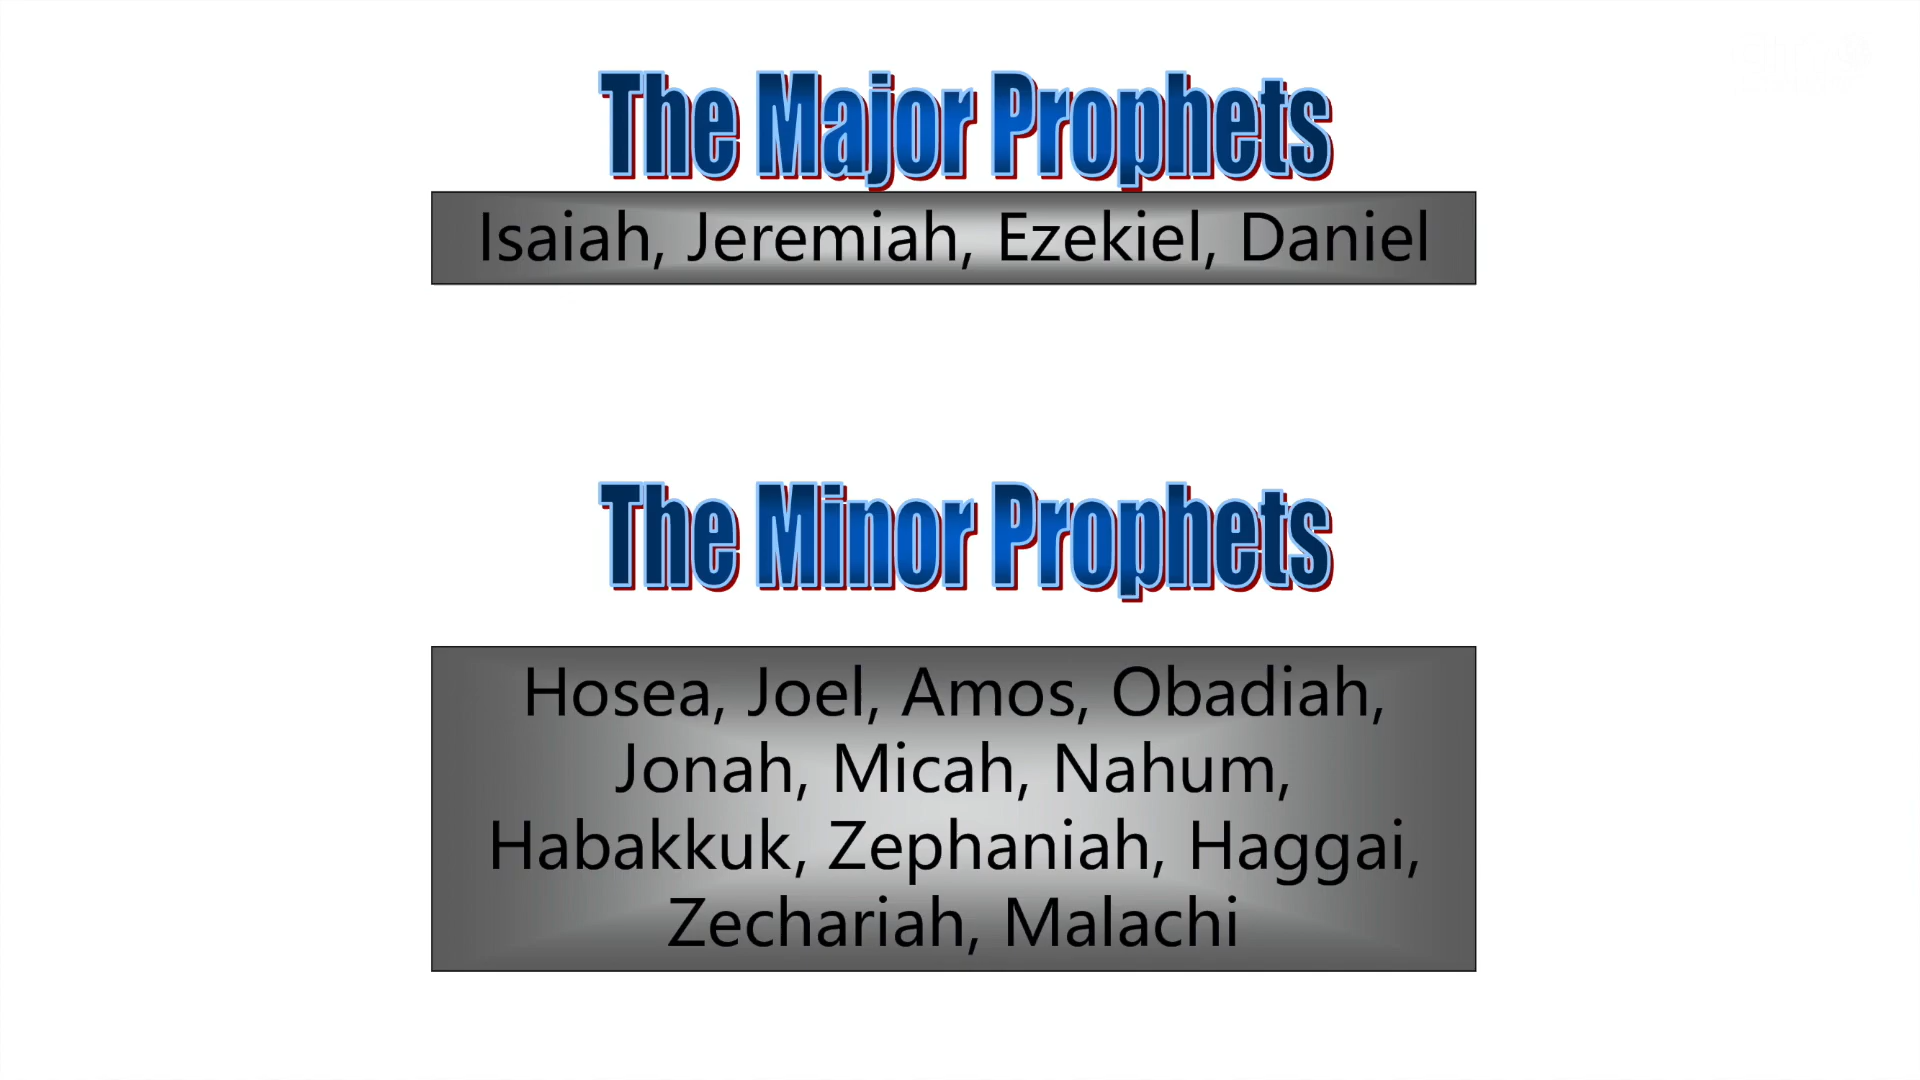 The Major Prophets
Isaiah, Jeremiah, Ezekiel, Daniel
The Minor Prophets
Hosea, Joel, Amos, Obadiah,
Jonah, Micah, Nahum,
Habakkuk, Zephaniah, Haggai,
Zechariah, Malachi